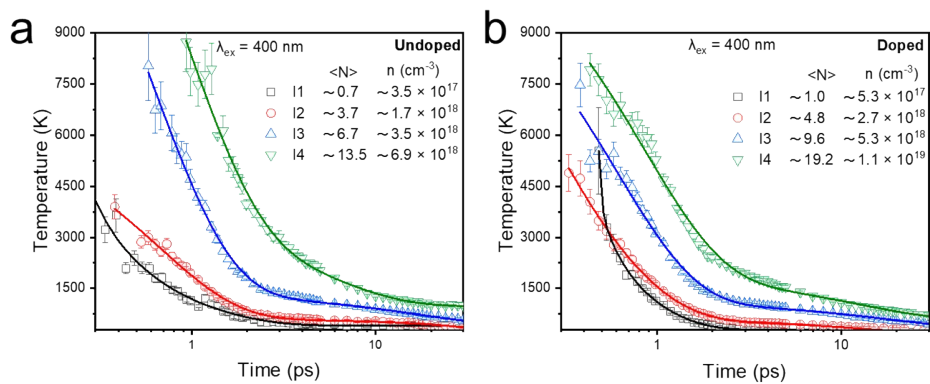 a
λex = 400 nm
Undoped
<N> n (cm⁻³)
I1 ~0.7 ~3.5 × 10¹⁷
I2 ~3.7 ~1.7 × 10¹⁸
I3 ~6.7 ~3.5 × 10¹⁸
I4 ~13.5 ~6.9 × 10¹⁸
9000
7500
6000
4500
3000
1500
Temperature (K)
1
10
Time (ps)
b
λex = 400 nm
Doped
<N> n (cm⁻³)
I1 ~1.0 ~5.3 × 10¹⁷
I2 ~4.8 ~2.7 × 10¹⁸
I3 ~9.6 ~5.3 × 10¹⁸
I4 ~19.2 ~1.1 × 10¹⁹
9000
7500
6000
4500
3000
1500
Temperature (K)
1
10
Time (ps)